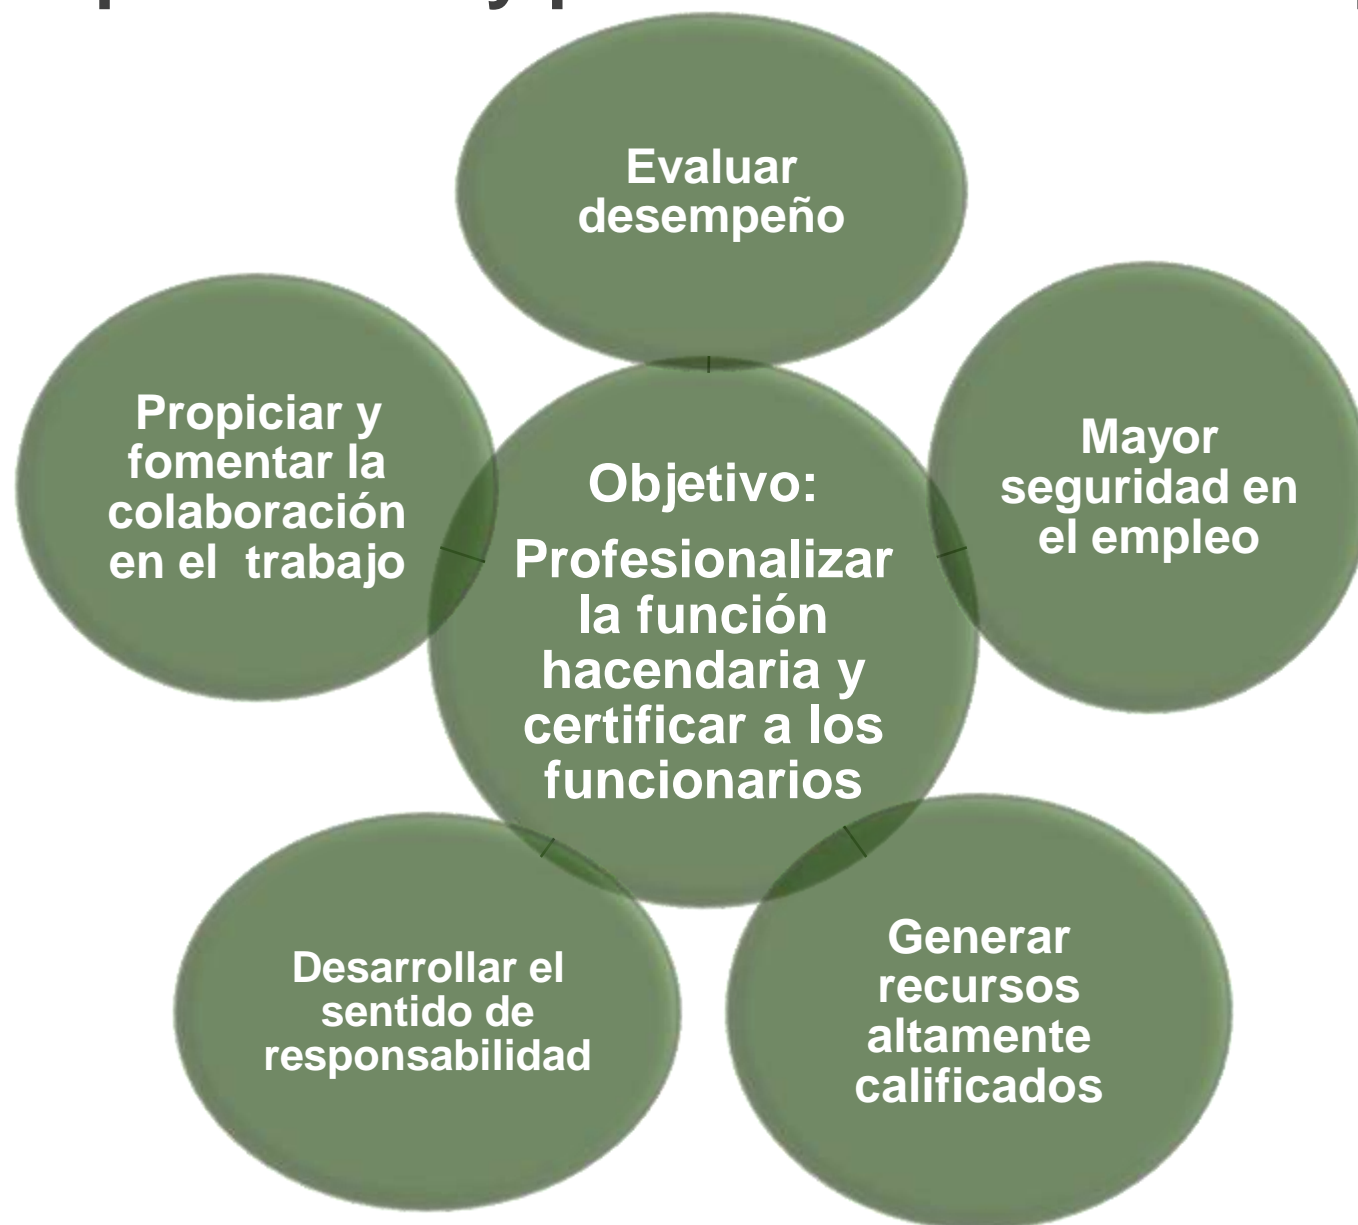 Evaluar
desempeño
Propiciar y
fomentar la
colaboración
en el trabajo
Objetivo:
Profesionalizar
la función
hacendaria y
certificar a los
funcionarios
Mayor
seguridad en
el empleo
Desarrollar el
sentido de
responsabilidad
Generar
recursos
altamente
calificados